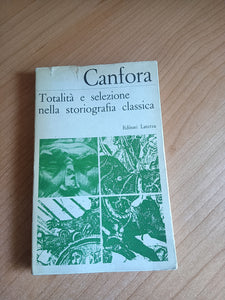 Canfora
Totalità e selezione
nella storiografia classica
Editori Laterza